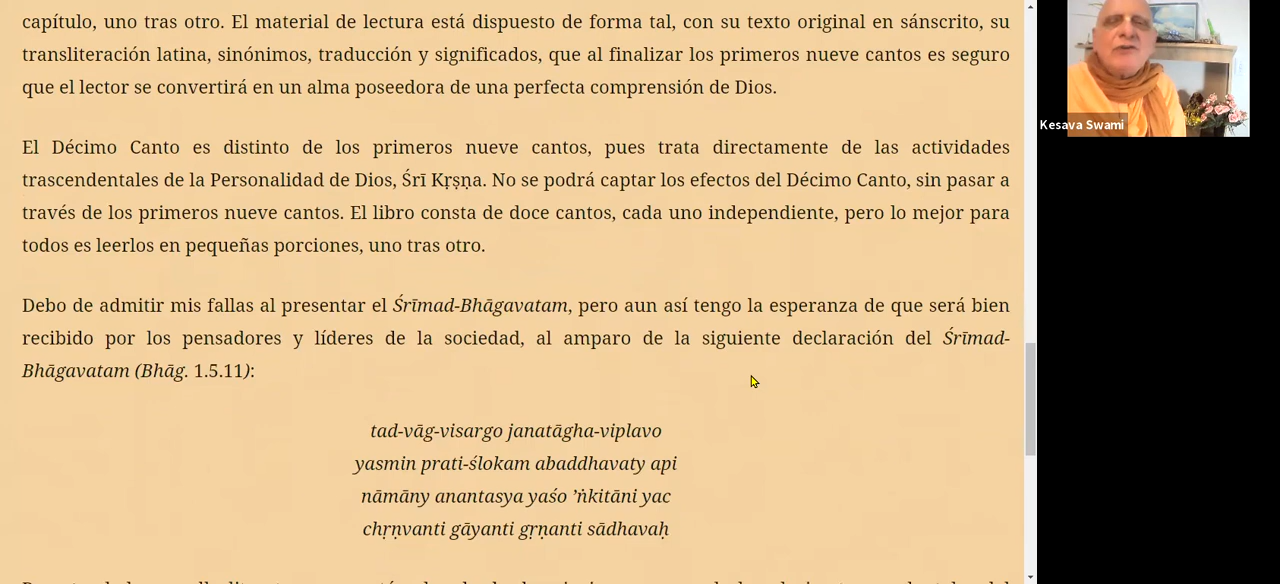 capítulo, uno tras otro. El material de lectura está dispuesto de forma tal, con su texto original en sánscrito, su
transliteración latina, sinónimos, traducción y significados, que al finalizar los primeros nueve cantos es seguro
que el lector se convertirá en un alma poseedora de una perfecta comprensión de Dios.
El Décimo Canto es distinto de los primeros nueve cantos, pues trata directamente de las actividades
trascendentales de la Personalidad de Dios, Śrī Kṛṣṇa. No se podrá captar los efectos del Décimo Canto, sin pasar a
través de los primeros nueve cantos. El libro consta de doce cantos, cada uno independiente, pero lo mejor para
todos es leerlos en pequeñas porciones, uno tras otro.
Debo de admitir mis fallas al presentar el Śrīmad-Bhāgavatam, pero aun así tengo la esperanza de que será bien
recibido por los pensadores y líderes de la sociedad, al amparo de la siguiente declaración del Śrīmad-
Bhāgavatam (Bhāg. 1.5.11):
tad-vāg-visargo janatāgha-viplavo
yasmin prati-ślokam abaddhavaty api
nāmāny anantasya yaśo ’ṅkitāni yac
chṛṇvanti gāyanti gṛṇanti sādhavaḥ
Kesava Swami